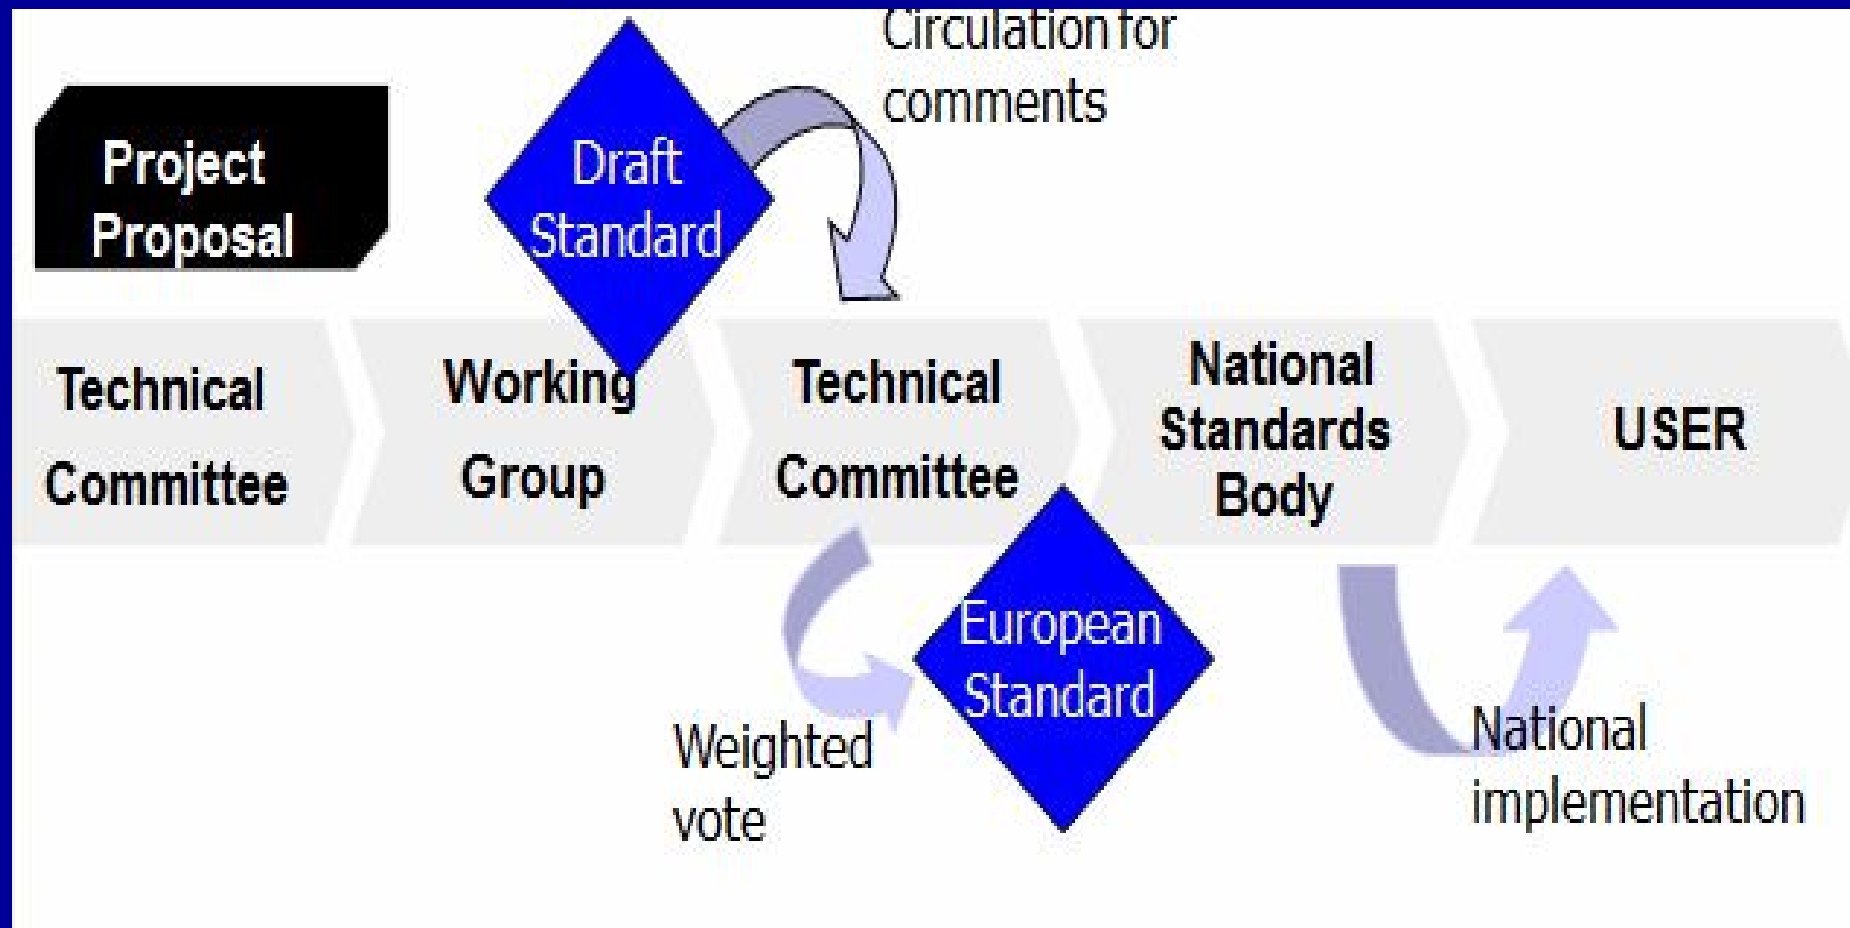 Circulation for
comments
Project
Proposal
Draft
Standard
Technical
Committee
Working
Group
Technical
Committee
National
Standards
Body
USER
European
Standard
Weighted
vote
National
implementation